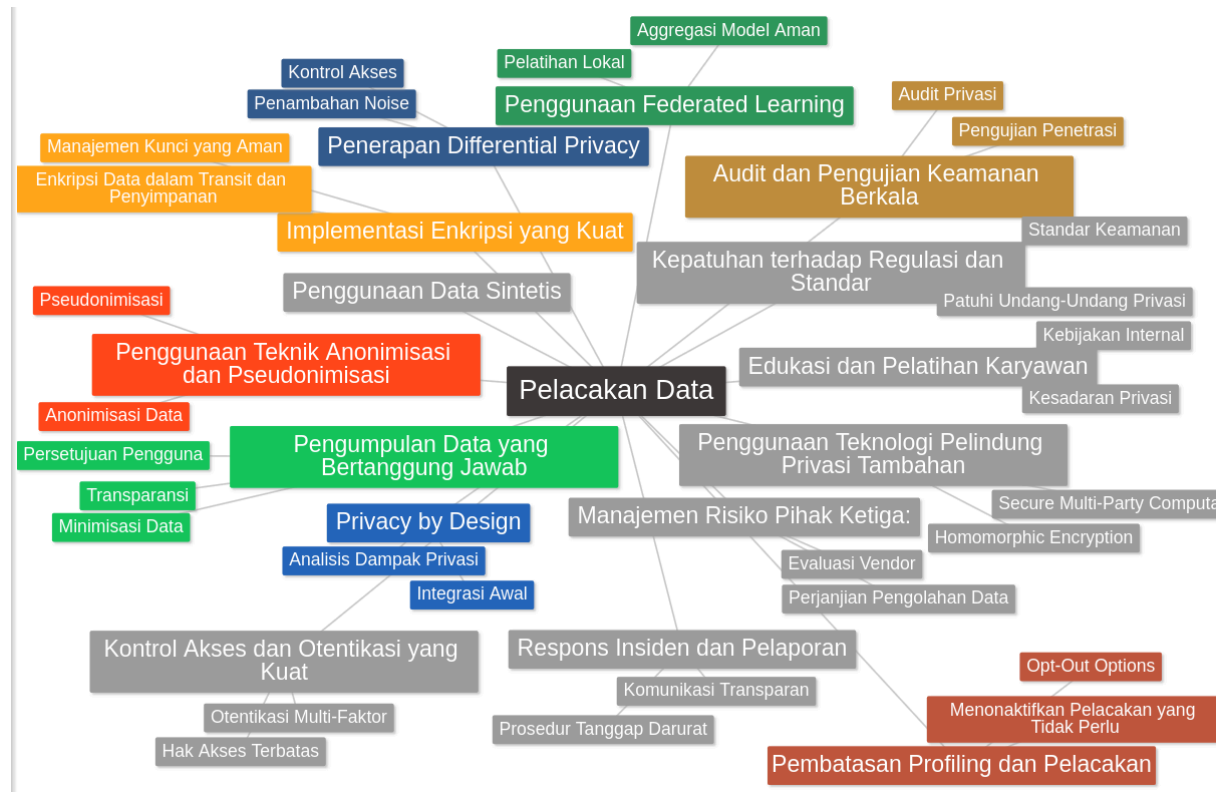 Aggregasi Model Aman
Pelatihan Lokal
Penggunaan Federated Learning
Kontrol Akses
Penambahan Noise
Penerapan Differential Privacy
Audit Privasi
Pengujian Penetrasi
Audit dan Pengujian Keamanan
Berkala
Manajemen Kunci yang Aman
Enkripsi Data dalam Transit dan
Penyimpanan
Implementasi Enkripsi yang Kuat
Standar Keamanan
Kepatuhan terhadap Regulasi dan
Standar
Patuhi Undang-Undang Privasi
Penggunaan Data Sintetis
Pseudonimisasi
Penggunaan Teknik Anonimisasi
dan Pseudonimisasi
Anonimisasi Data
Kebijakan Internal
Edukasi dan Pelatihan Karyawan
Kesadaran Privasi
Pelacakan Data
Pengumpulan Data yang
Bertanggung Jawab
Persetujuan Pengguna
Transparansi
Minimisasi Data
Penggunaan Teknologi Pelindung
Privasi Tambahan
Secure Multi-Party Computa
Homomorphic Encryption
Privacy by Design
Analisis Dampak Privasi
Integrasi Awal
Manajemen Risiko Pihak Ketiga:
Evaluasi Vendor
Perjanjian Pengolahan Data
Kontrol Akses dan Otentikasi yang
Kuat
Otentikasi Multi-Faktor
Hak Akses Terbatas
Respons Insiden dan Pelaporan
Komunikasi Transparan
Prosedur Tanggap Darurat
Opt-Out Options
Menonaktifkan Pelacakan yang
Tidak Perlu
Pembatasan Profiling dan Pelacakan